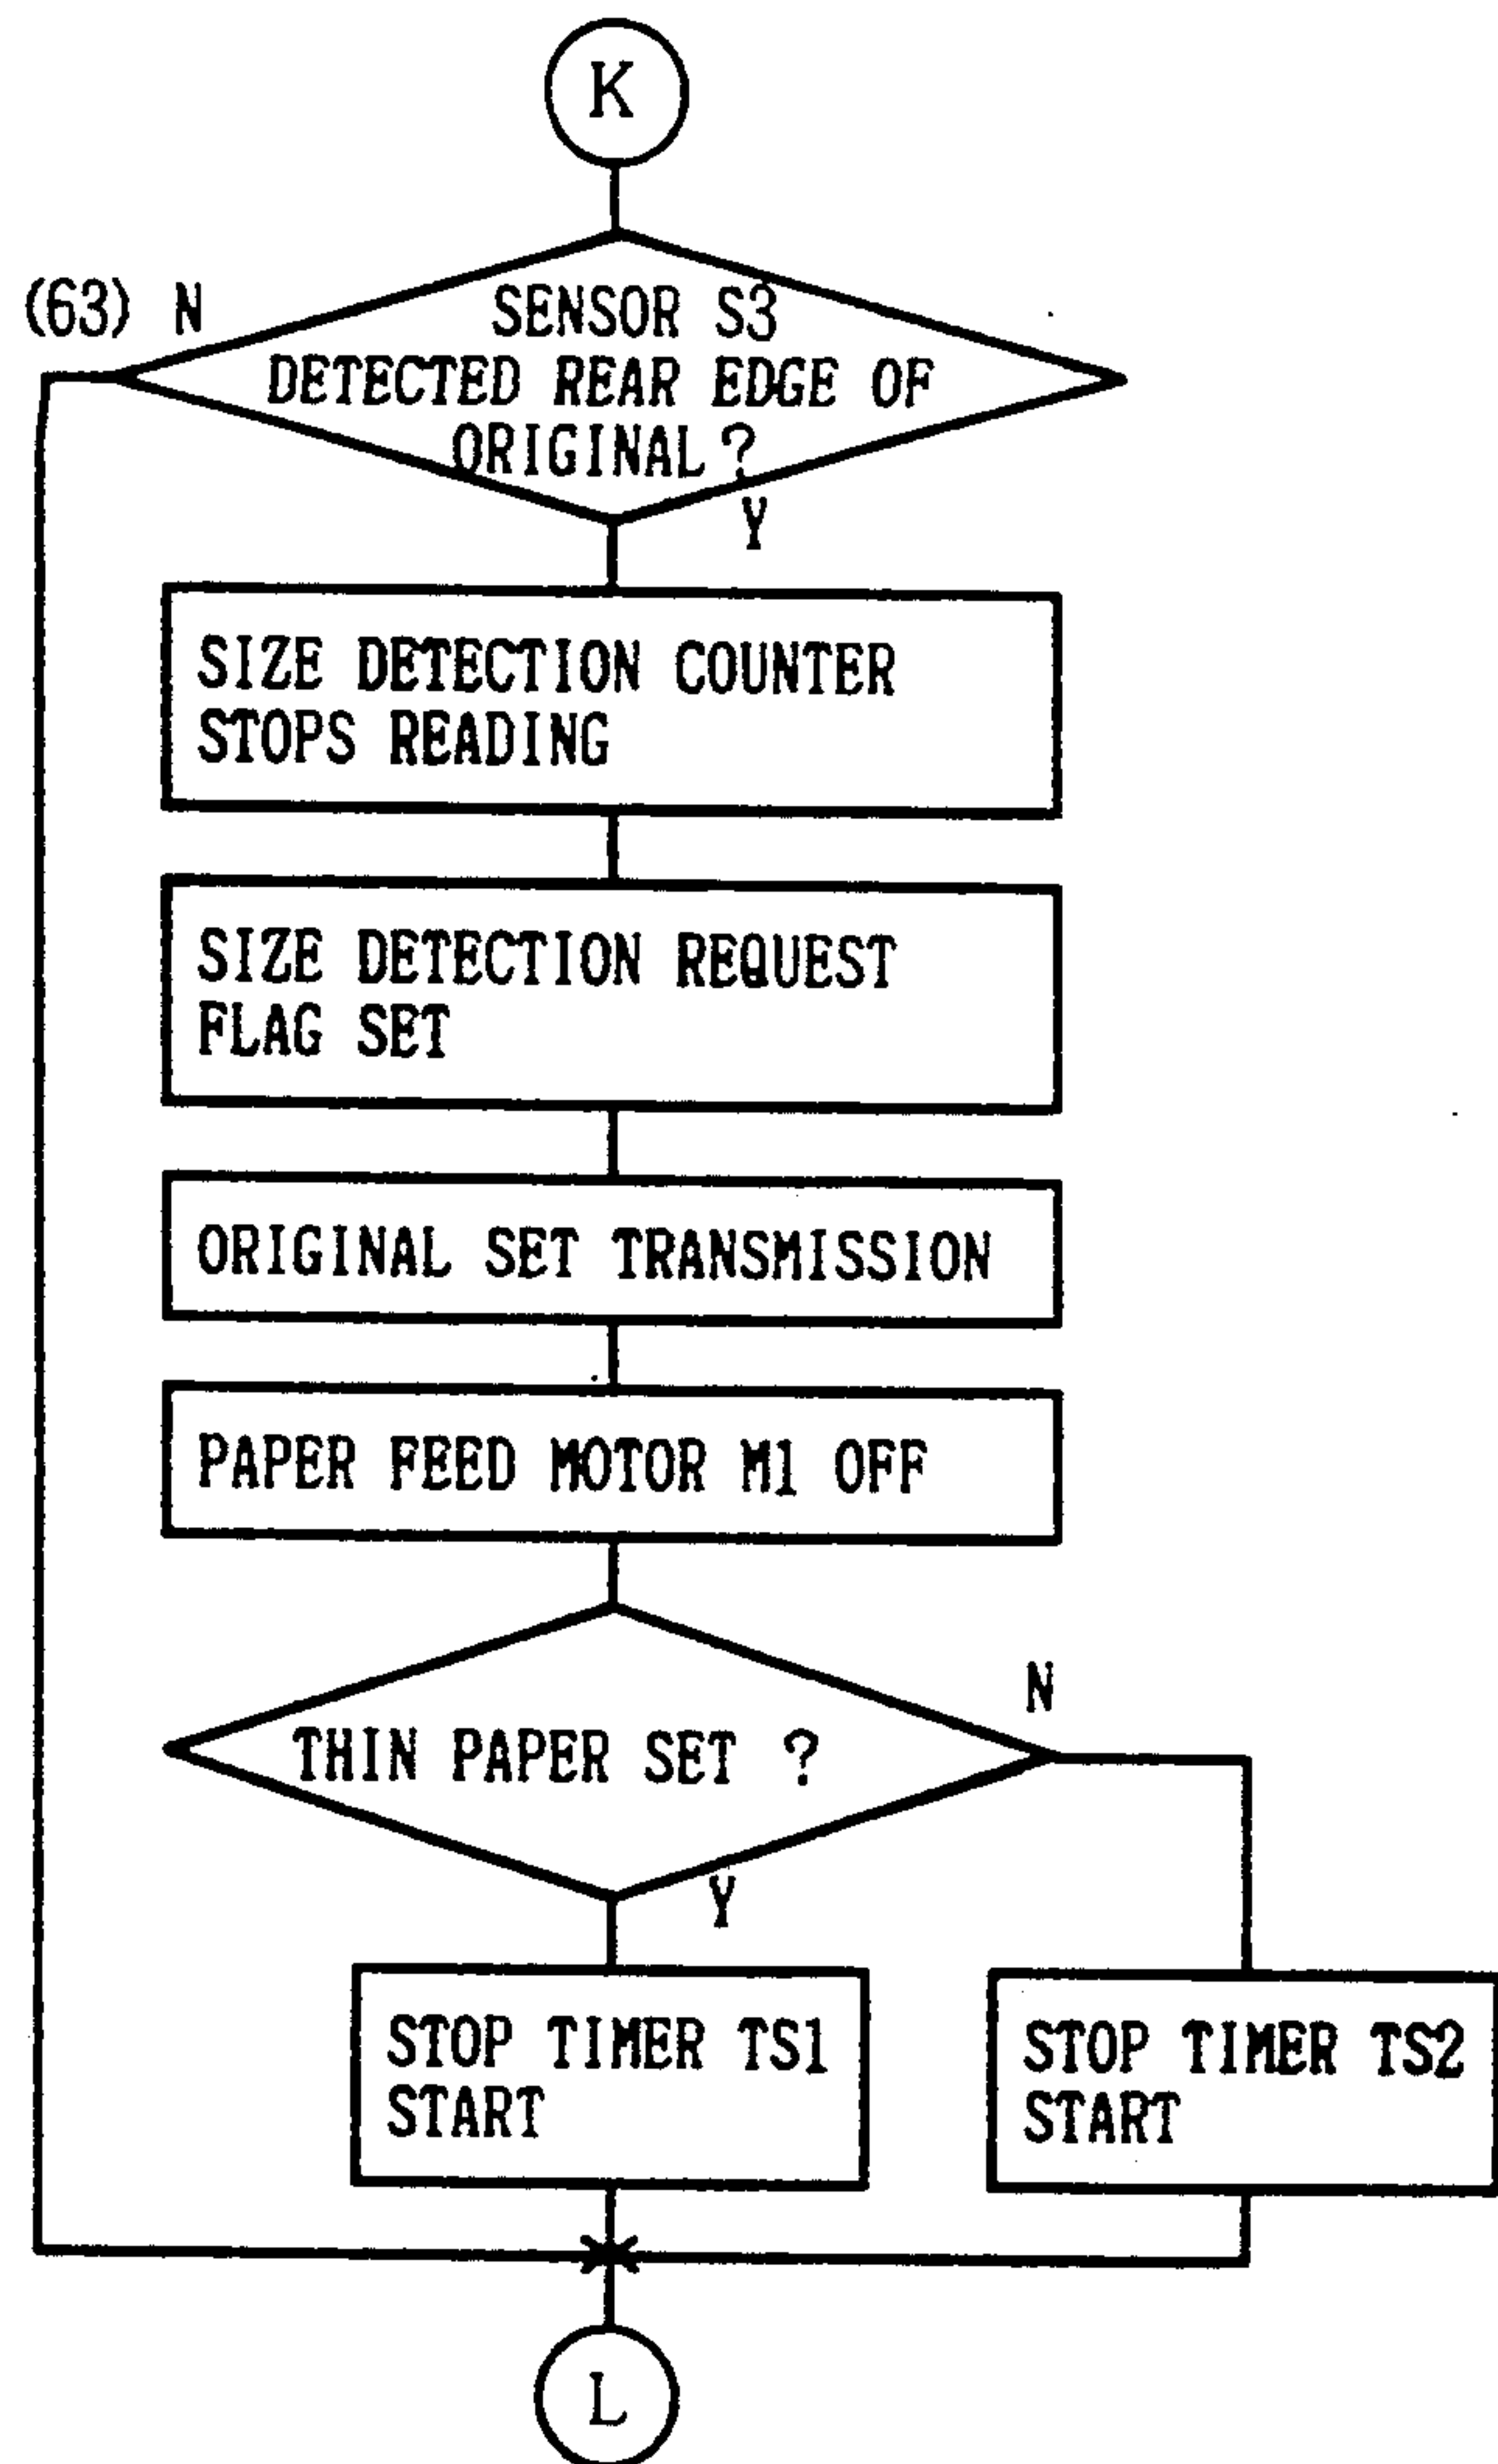 K
(63) N
SENSOR S3
DETECTED REAR EDGE OF
ORIGINAL ?
Y
SIZE DETECTION COUNTER
STOPS READING
SIZE DETECTION REQUEST
FLAG SET
ORIGINAL SET TRANSMISSION
PAPER FEED MOTOR M1 OFF
N
THIN PAPER SET ?
Y
STOP TIMER TS1
START
STOP TIMER TS2
START
L